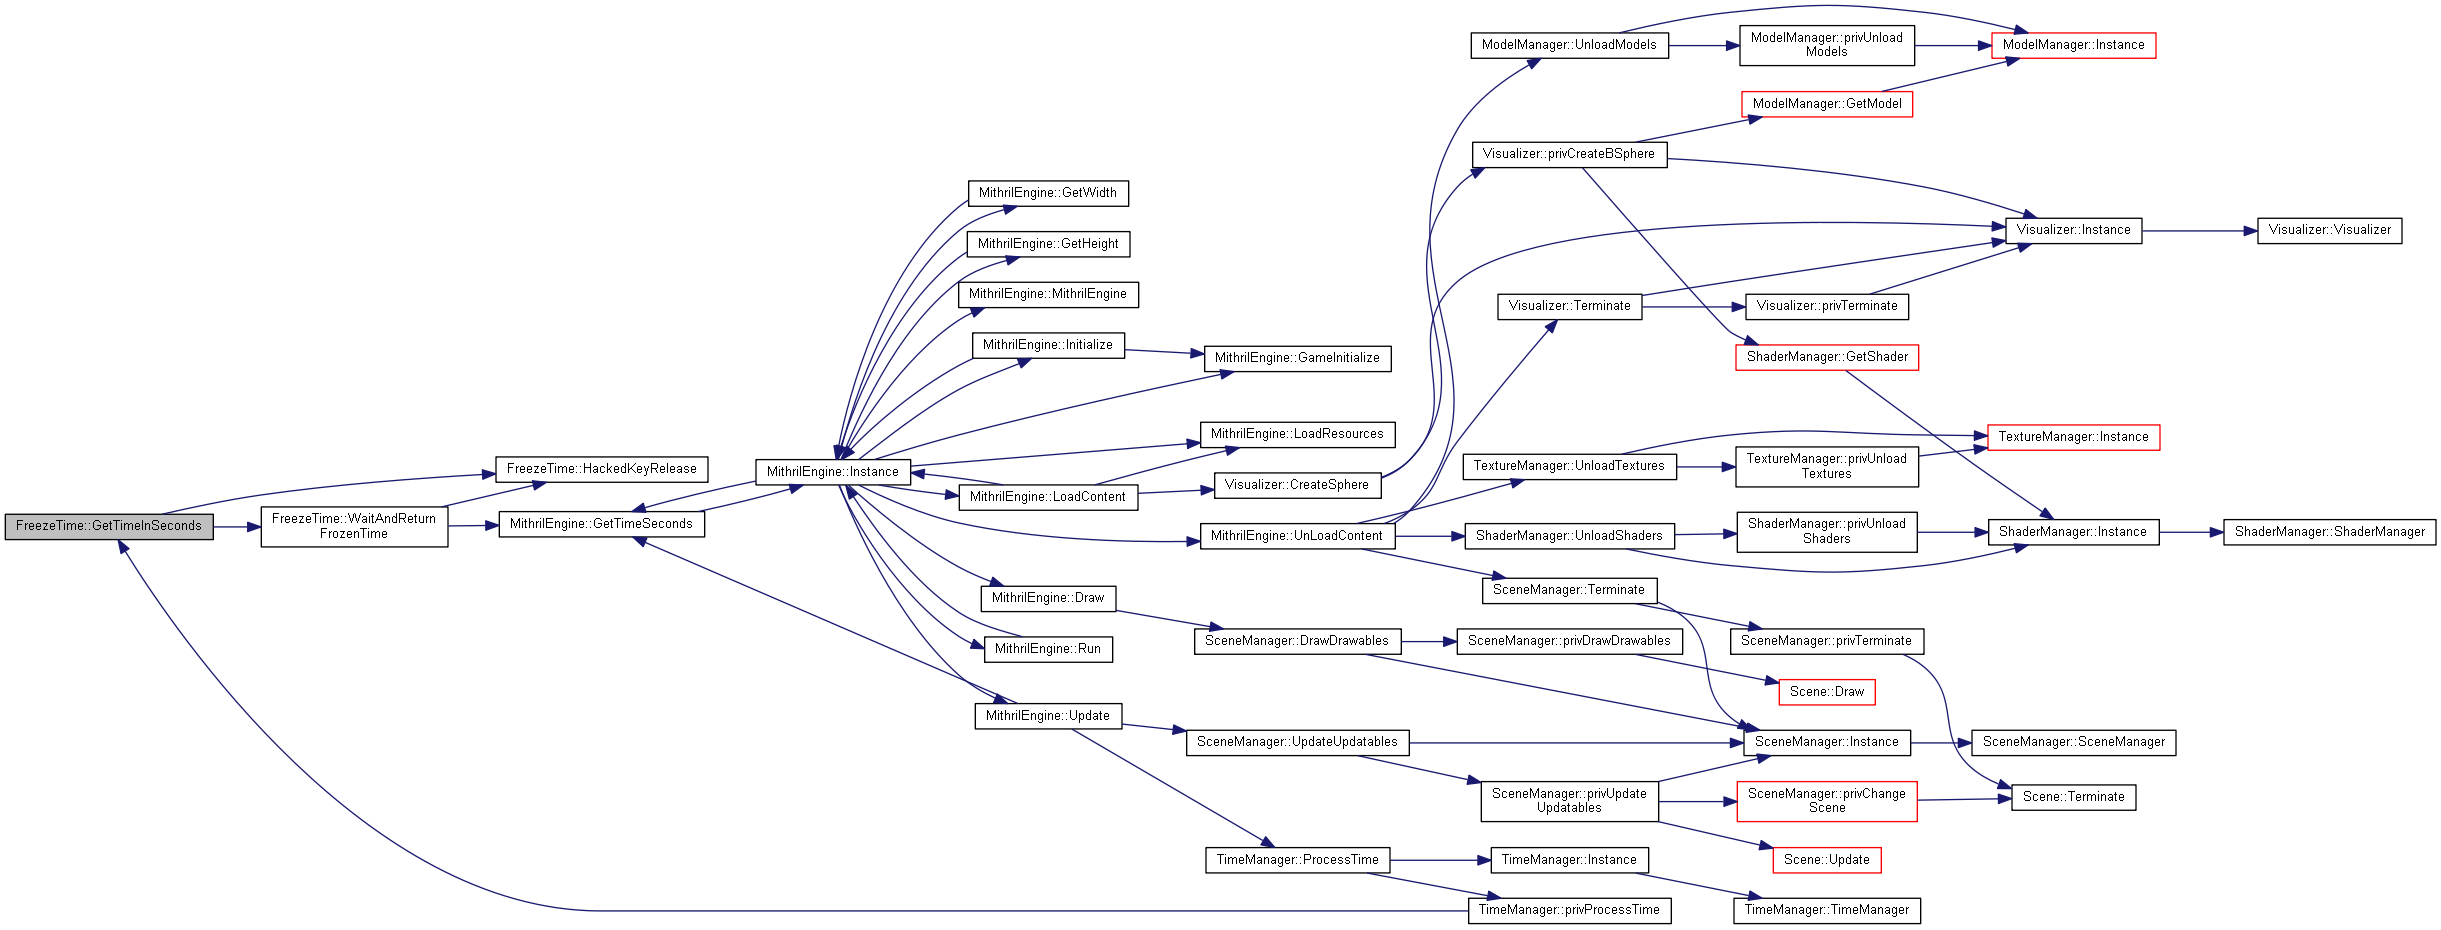 FreezeTime::GetTimeInSeconds
FreezeTime::WaitAndReturn
FrozenTime
FreezeTime::HackedKeyRelease
MithrilEngine::GetTimeSeconds
MithrilEngine::Instance
MithrilEngine::GetWidth
MithrilEngine::GetHeight
MithrilEngine::MithrilEngine
MithrilEngine::Initialize
MithrilEngine::LoadContent
MithrilEngine::Draw
MithrilEngine::Run
MithrilEngine::Update
MithrilEngine::GameInitialize
MithrilEngine::LoadResources
Visualizer::CreateSphere
MithrilEngine::UnLoadContent
SceneManager::DrawDrawables
SceneManager::UpdateUpdatables
TimeManager::ProcessTime
ModelManager::UnloadModels
Visualizer::privCreateBSphere
Visualizer::Terminate
TextureManager::UnloadTextures
ShaderManager::UnloadShaders
SceneManager::Terminate
SceneManager::privDrawDrawables
SceneManager::privUpdate
Updatables
TimeManager::Instance
TimeManager::privProcessTime
ModelManager::privUnload
Models
ModelManager::GetModel
Visualizer::privTerminate
ShaderManager::GetShader
TextureManager::privUnload
Textures
ShaderManager::privUnload
Shaders
SceneManager::privTerminate
Scene::Draw
SceneManager::Instance
SceneManager::privChange
Scene
Scene::Update
TimeManager::TimeManager
ModelManager::Instance
Visualizer::Instance
TextureManager::Instance
ShaderManager::Instance
SceneManager::SceneManager
Scene::Terminate
Visualizer::Visualizer
ShaderManager::ShaderManager